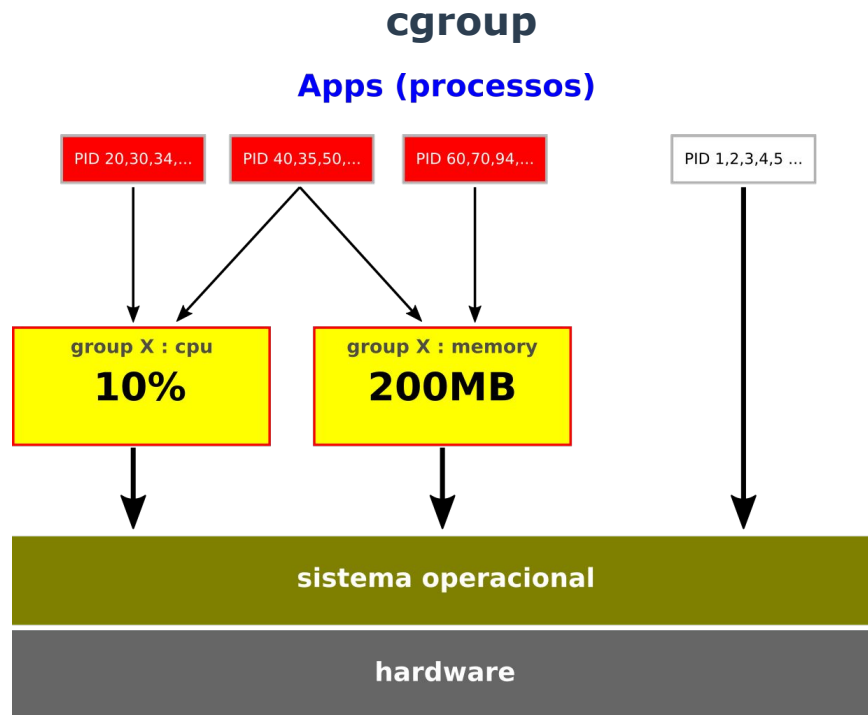 cgroup
Apps (processos)
PID 20,30,34,...
PID 40,35,50,...
PID 60,70,94,...
PID 1,2,3,4,5 ...
group X : cpu
10%
group X : memory
200MB
sistema operacional
hardware